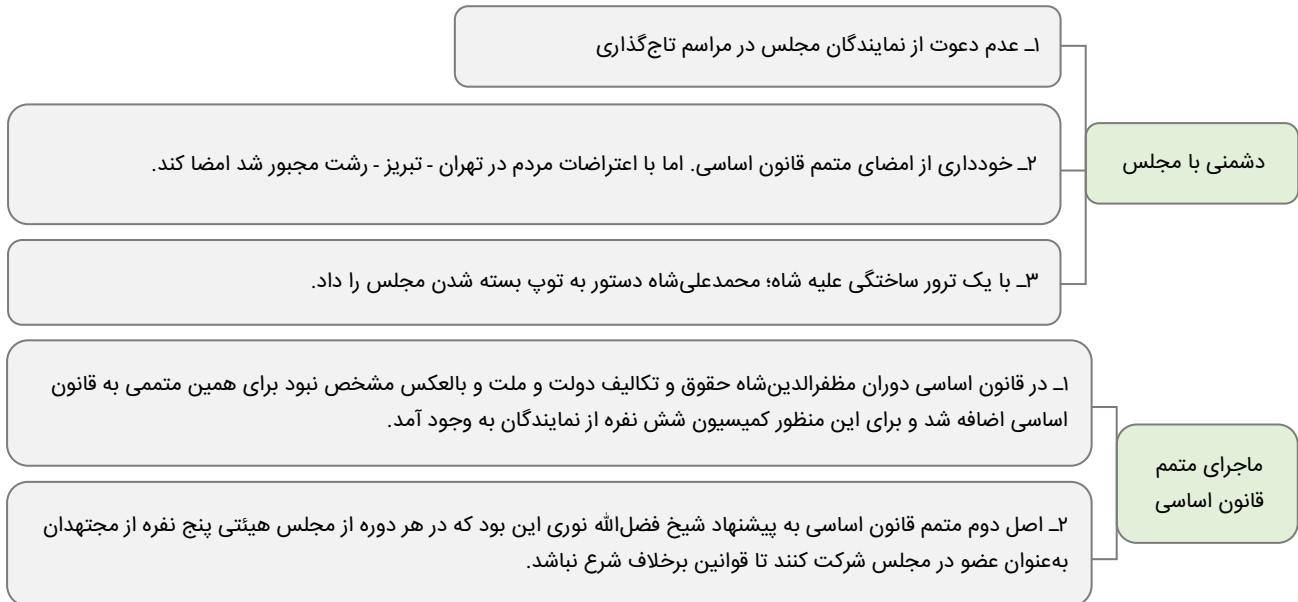 دشمنی با مجلس
۱ـ عدم دعوت از نمایندگان مجلس در مراسم تاج‌گذاری
۲ـ خودداری از امضای متمم قانون اساسی. اما با اعتراضات مردم در تهران - تبریز - رشت مجبور شد امضا کند.
۳ـ با یک ترور ساختگی علیه شاه؛ محمدعلی‌شاه دستور به توپ بسته شدن مجلس را داد.
ماجرای متمم
قانون اساسی
۱ـ در قانون اساسی دوران مظفرالدین‌شاه حقوق و تکالیف دولت و ملت و بالعکس مشخص نبود برای همین متممی به قانون
اساسی اضافه شد و برای این منظور کمیسیون شش نفره از نمایندگان به وجود آمد.
۲ـ اصل دوم متمم قانون اساسی به پیشنهاد شیخ فضل‌الله نوری این بود که در هر دوره از مجلس هیئتی پنج نفره از مجتهدان
به‌عنوان عضو در مجلس شرکت کنند تا قوانین برخلاف شرع نباشد.